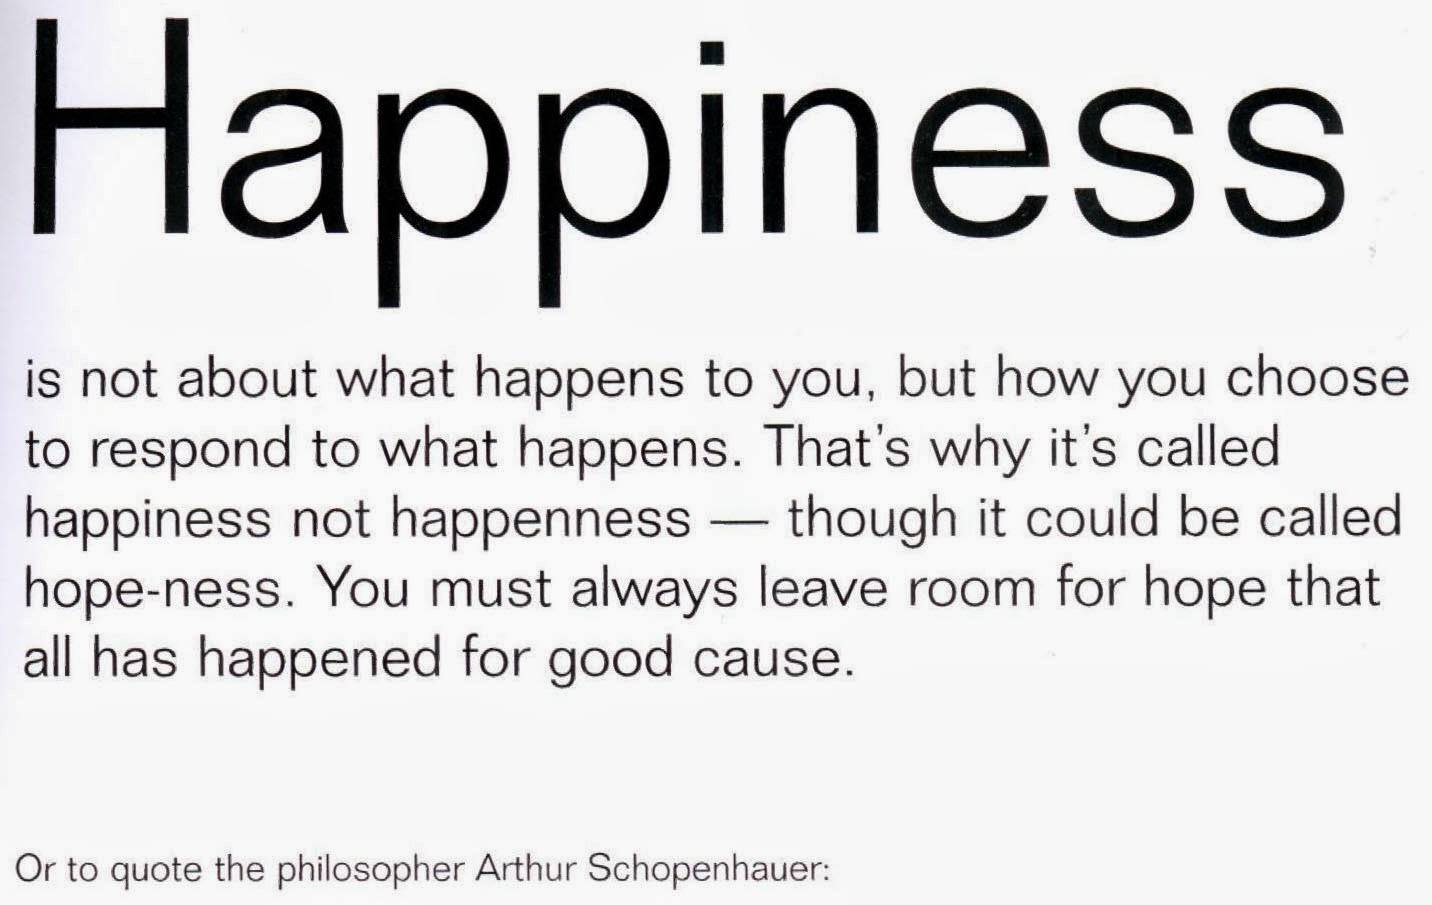 Happiness
is not about what happens to you, but how you choose
to respond to what happens. That's why it's called
happiness not happenness — though it could be called
hope-ness. You must always leave room for hope that
all has happened for good cause.
Or to quote the philosopher Arthur Schopenhauer: